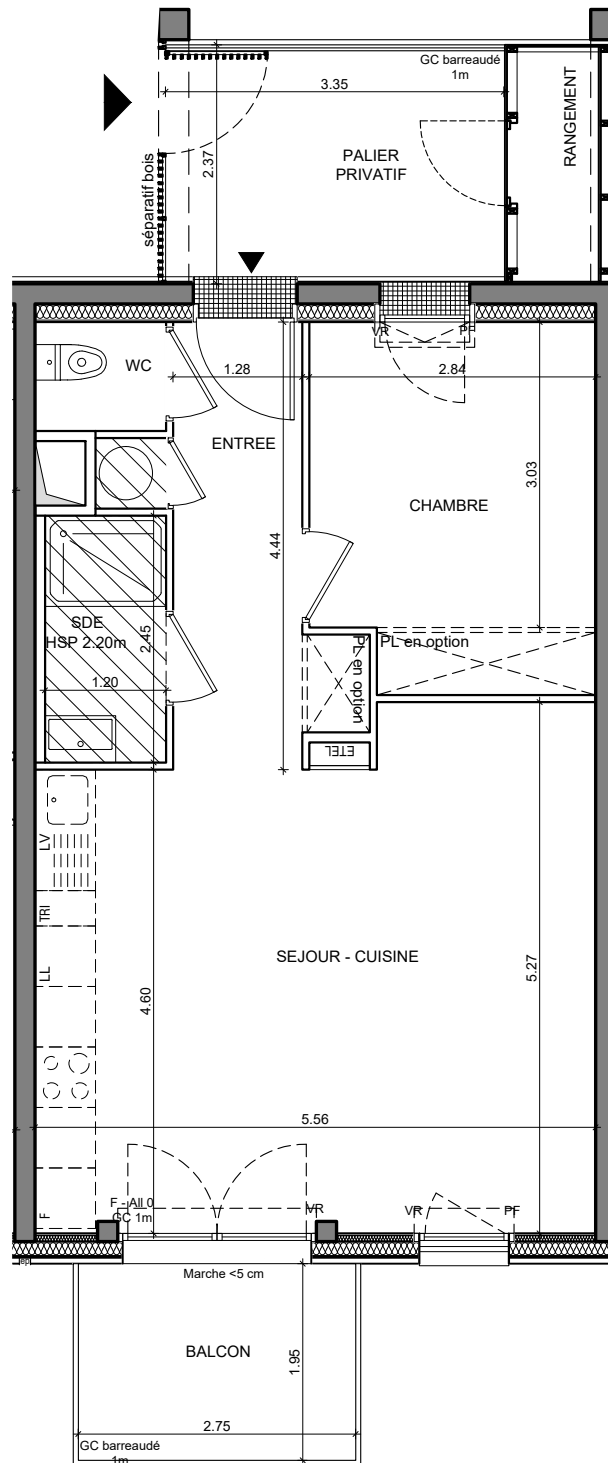 GC barreaudé
1m
3.35
RANGEMENT
2.37
séparatif bois
PALIER
PRIVATIF
VR
PF
WC
1.28
2.84
ENTREE
3.03
CHAMBRE
4.44
SDE
HSP 2.20m
2.45
PL en option
PL en option
1.20
ETEL
LV
TRI
SEJOUR - CUISINE
LL
5.27
4.60
5.56
F - All 0
GC 1m
VR
VR
PF
F
ep
Marche <5 cm
BALCON
1.95
2.75
GC barreaudé
1m